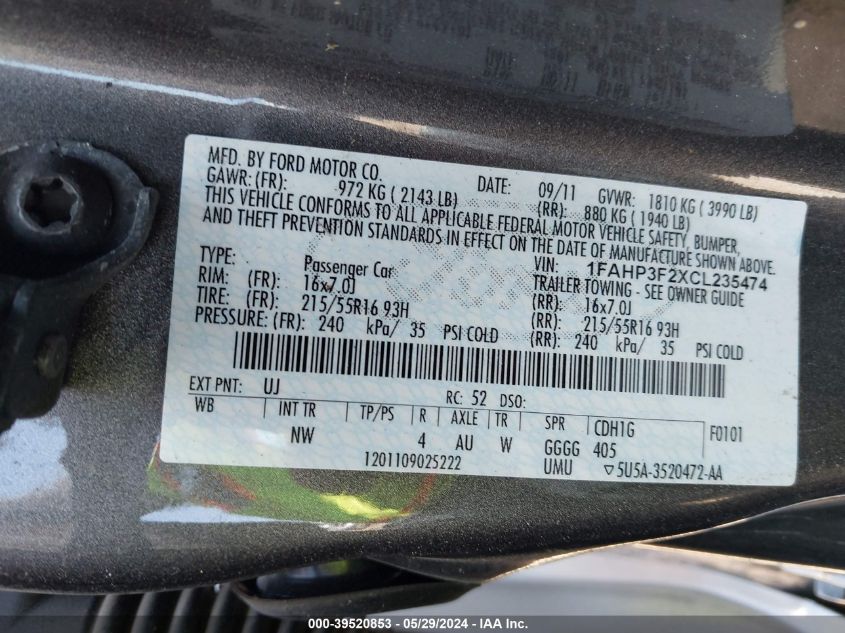 MFD. BY FORD MOTOR CO. DATE: 09/11 GVWR: 1810 KG ( 3990 LB)
GAWR: (FR): 972 KG ( 2143 LB) (RR): 880 KG ( 1940 LB)
THIS VEHICLE CONFORMS TO ALL APPLICABLE FEDERAL MOTOR VEHICLE SAFETY, BUMPER,
AND THEFT PREVENTION STANDARDS IN EFFECT ON THE DATE OF MANUFACTURE SHOWN ABOVE.
VIN: 1FAHP3F2XCL235474
TYPE: Passenger Car TRAILER TOWING - SEE OWNER GUIDE
RIM: (FR) 16x7.0J (RR): 16x7.0J
TIRE: (FR) 215/55R16 93H (RR): 215/55R16 93H
PRESSURE: (FR): 240 kPa/ 35 PSI COLD (RR): 240 kPa/ 35 PSI COLD
EXT PNT: UJ RC: 52 DSO:
WB INT TR TP/PS R AXLE TR SPR CDH1G F0101
NW 4 AU W GGGG 405
1201109025222 UMU ▽5U5A-3520472-AA
000-39520853 - 05/29/2024 - IAA Inc.